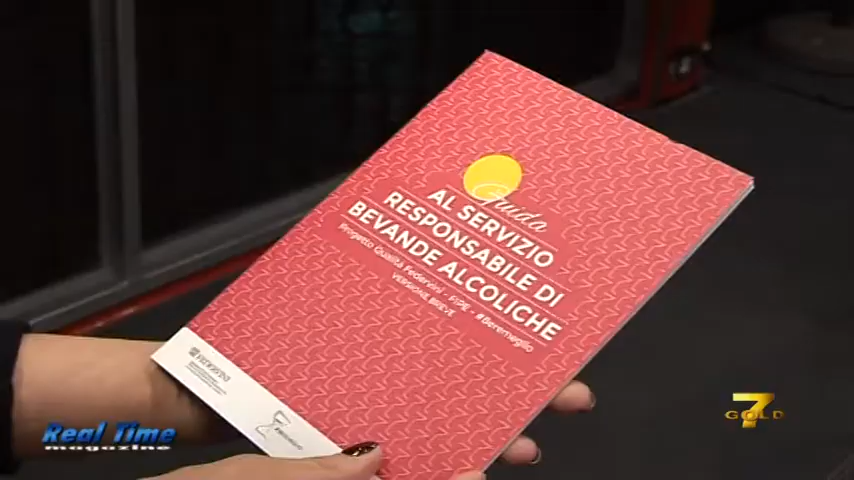 Guida
AL SERVIZIO
RESPONSABILE DI
BEVANDE ALCOLICHE
Progetto Qualità Federvini - FIPE - #Beremeglio
VERSIONE BREVE
FEDERVINI
Real Time
magazine
7
GOLD